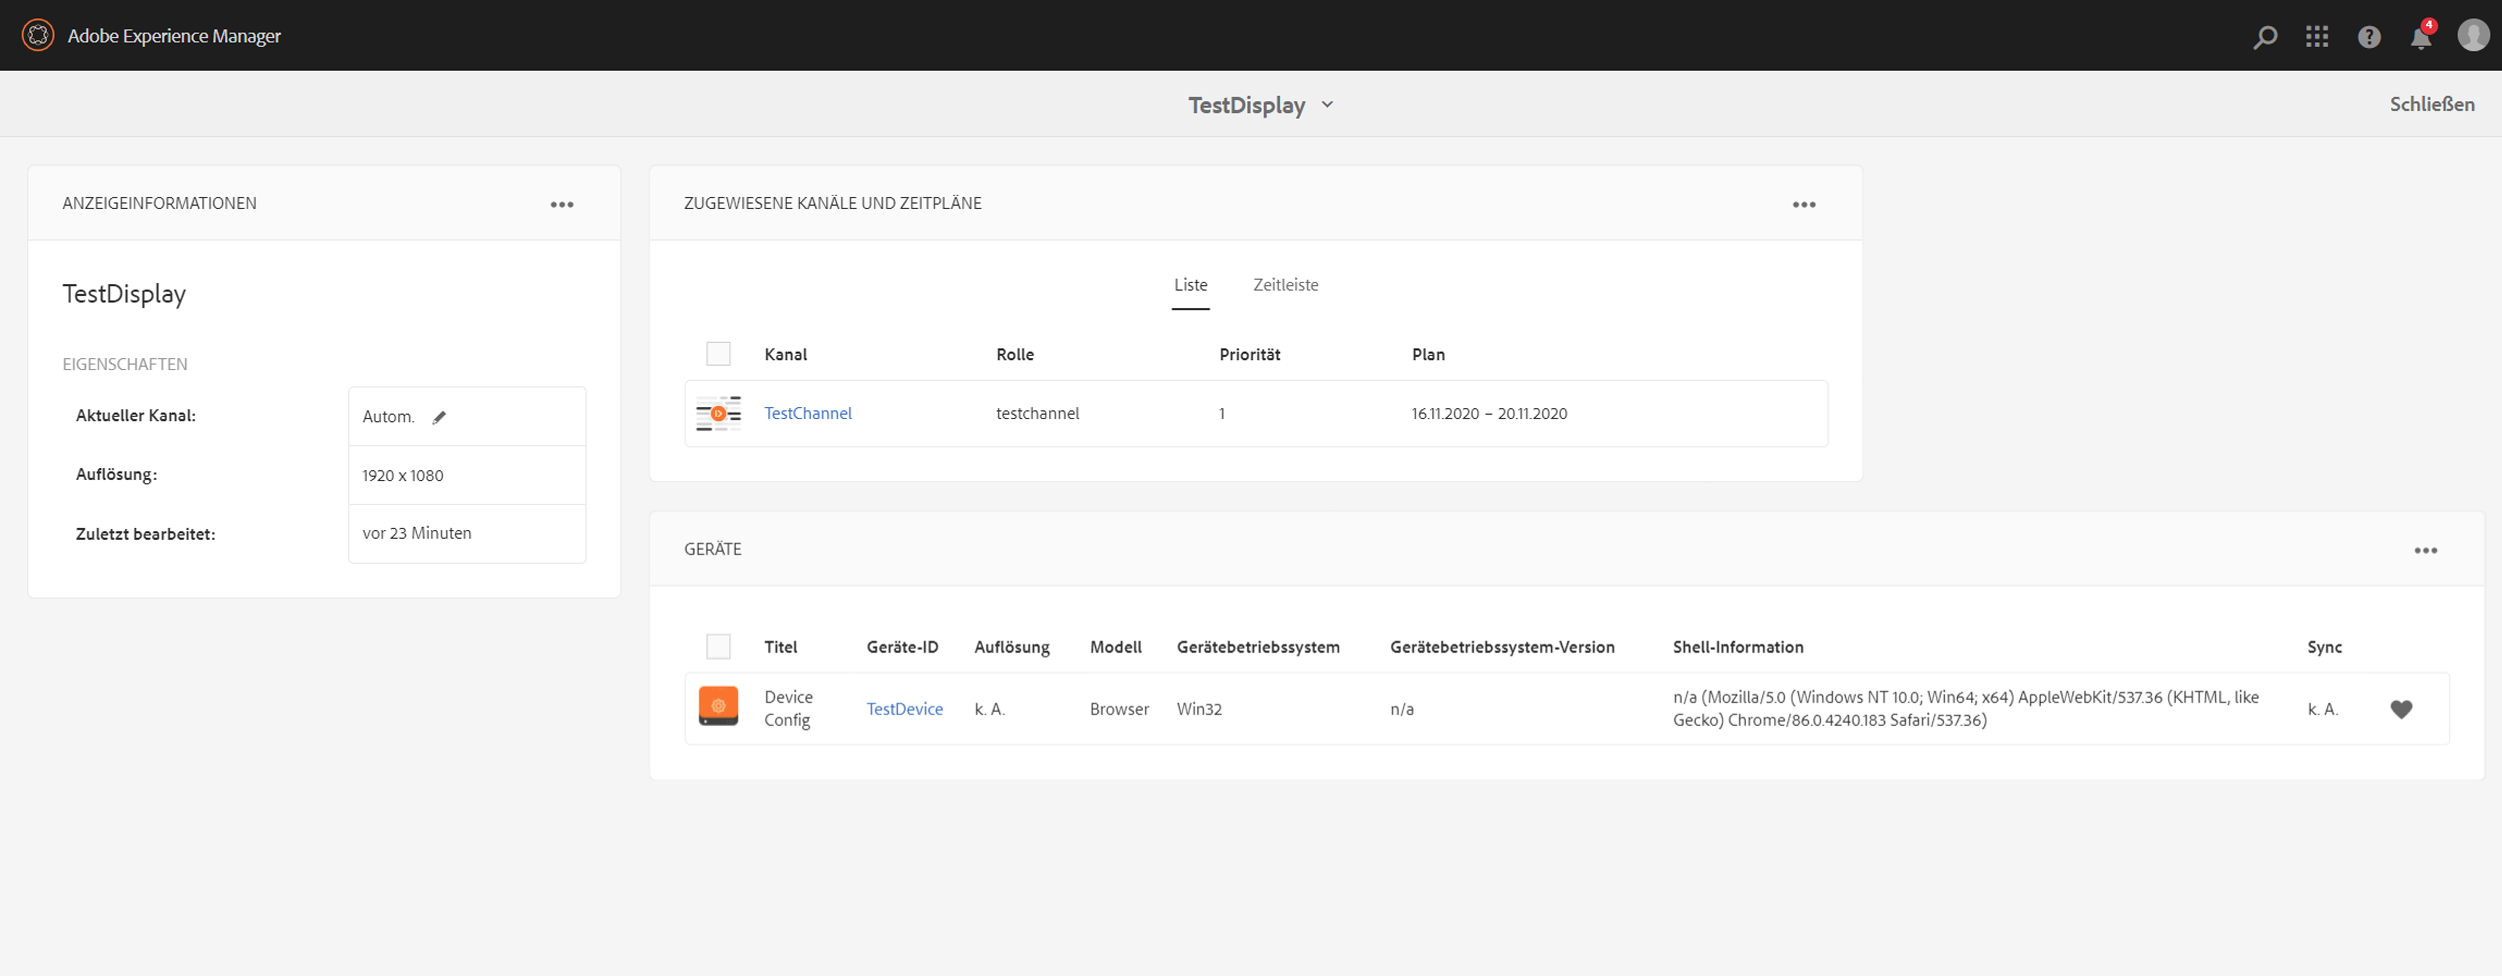 Adobe Experience Manager
4
TestDisplay
Schließen
ANZEIGEINFORMATIONEN
TestDisplay
EIGENSCHAFTEN
Aktueller Kanal: Autom.
Auflösung: 1920 x 1080
Zuletzt bearbeitet: vor 23 Minuten
ZUGEWIESENE KANÄLE UND ZEITPLÄNE
Liste Zeitleiste
Kanal Rolle Priorität Plan
TestChannel testchannel 1 16.11.2020 – 20.11.2020
GERÄTE
Titel Geräte-ID Auflösung Modell Gerätebetriebssystem Gerätebetriebssystem-Version Shell-Information Sync
Device Config TestDevice k. A. Browser Win32 n/a n/a (Mozilla/5.0 (Windows NT 10.0; Win64; x64) AppleWebKit/537.36 (KHTML, like Gecko) Chrome/86.0.4240.183 Safari/537.36) k. A.